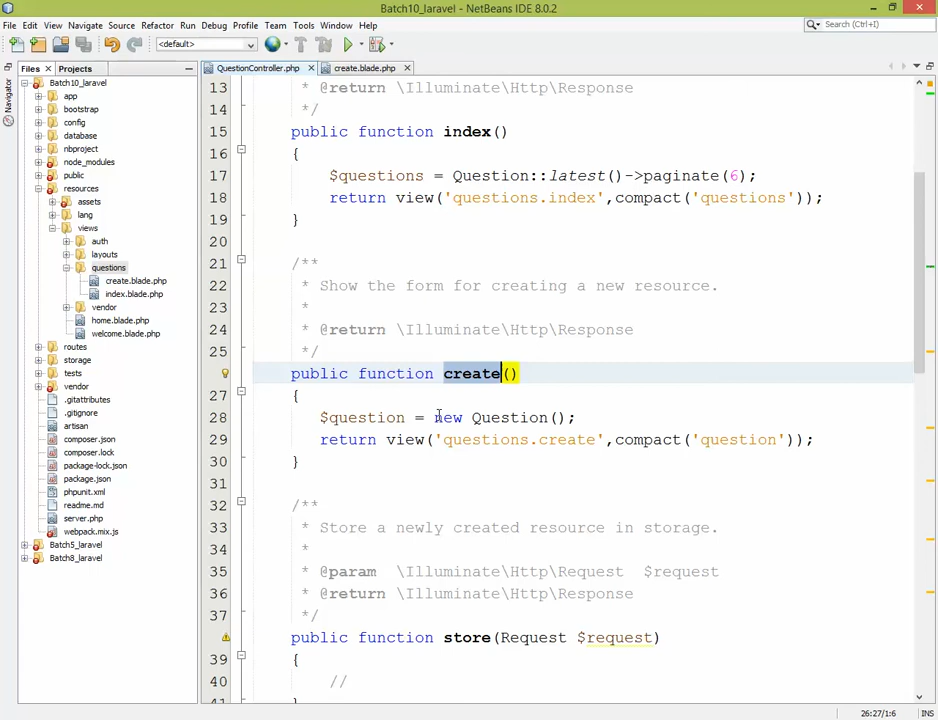 Batch10_laravel - NetBeans IDE 8.0.2
File Edit View Navigate Source Refactor Run Debug Profile Team Tools Window Help
Search (Ctrl+I)
<default>
Files Projects
QuestionController.php create.blade.php
Navigator
Batch10_laravel
app
bootstrap
config
database
nbproject
node_modules
public
resources
assets
lang
views
auth
layouts
questions
create.blade.php
index.blade.php
vendor
home.blade.php
welcome.blade.php
routes
storage
tests
vendor
.gitattributes
.gitignore
artisan
composer.json
composer.lock
package-lock.json
package.json
phpunit.xml
readme.md
server.php
webpack.mix.js
Batch5_laravel
Batch8_laravel
13 * @return \Illuminate\Http\Response
14 */
15 public function index()
16 {
17 $questions = Question::latest()->paginate(6);
18 return view('questions.index',compact('questions'));
19 }
20
21 /**
22 * Show the form for creating a new resource.
23 *
24 * @return \Illuminate\Http\Response
25 */
public function create()
27 {
28 $question = new Question();
29 return view('questions.create',compact('question'));
30 }
31
32 /**
33 * Store a newly created resource in storage.
34 *
35 * @param \Illuminate\Http\Request $request
36 * @return \Illuminate\Http\Response
37 */
public function store(Request $request)
39 {
40 //
41 }
26:27/1:6 INS